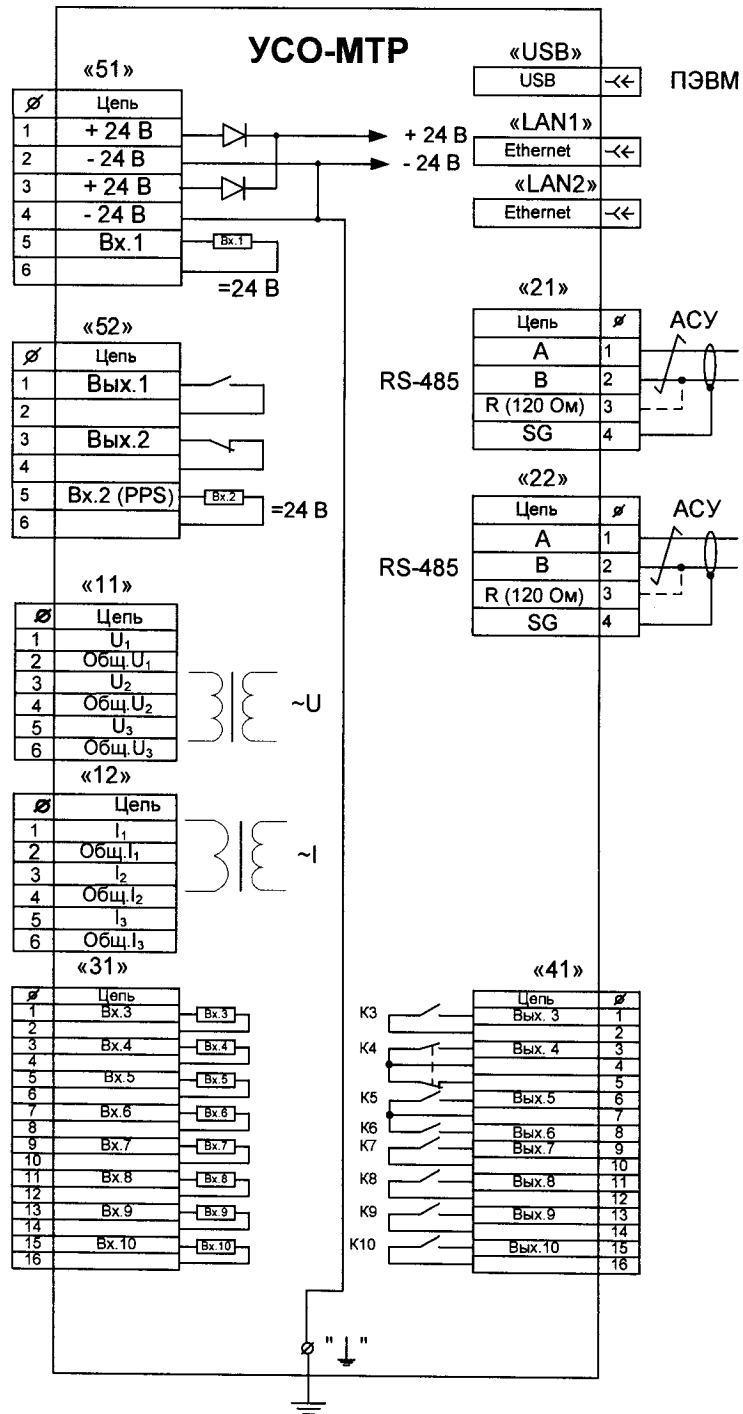 УСО-МТР
«51»
ø Цепь
1 + 24 В
2 - 24 В
3 + 24 В
4 - 24 В
5 Вх.1
6
Вх.1
=24 В
+ 24 В
- 24 В
«52»
ø Цепь
1 Вых.1
2
3 Вых.2
4
5 Вх.2 (PPS)
6
Вх.2
=24 В
«11»
ø Цепь
1 U1
2 Общ.U1
3 U2
4 Общ.U2
5 U3
6 Общ.U3
~U
«12»
ø Цепь
1 I1
2 Общ.I1
3 I2
4 Общ.I2
5 I3
6 Общ.I3
~I
«31»
ø Цепь
1 Вх.3 Вх.3
2
3 Вх.4 Вх.4
4
5 Вх.5 Вх.5
6
7 Вх.6 Вх.6
8
9 Вх.7 Вх.7
10
11 Вх.8 Вх.8
12
13 Вх.9 Вх.9
14
15 Вх.10 Вх.10
16
«USB»
USB
ПЭВМ
«LAN1»
Ethernet
«LAN2»
Ethernet
«21»
Цепь ø
RS-485
A 1
B 2
R (120 Ом) 3
SG 4
АСУ
«22»
Цепь ø
RS-485
A 1
B 2
R (120 Ом) 3
SG 4
АСУ
«41»
Цепь ø
К3 Вых. 3 1
2
К4 Вых. 4 3
4
5
К5 Вых.5 6
7
К6 Вых.6 8
К7 Вых.7 9
10
К8 Вых.8 11
12
К9 Вых.9 13
14
К10 Вых.10 15
16
" ⏚ "